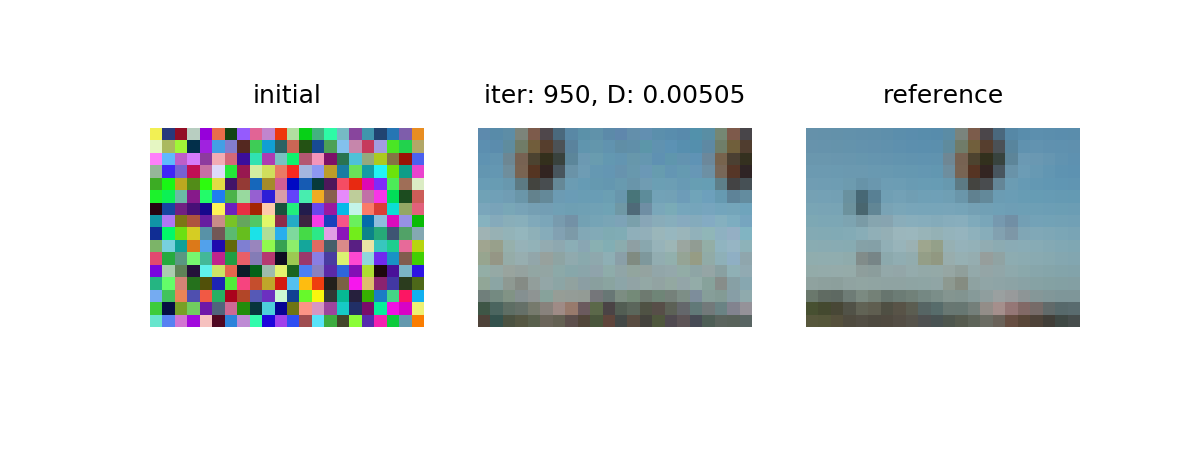 initial
iter: 950, D: 0.00505
reference